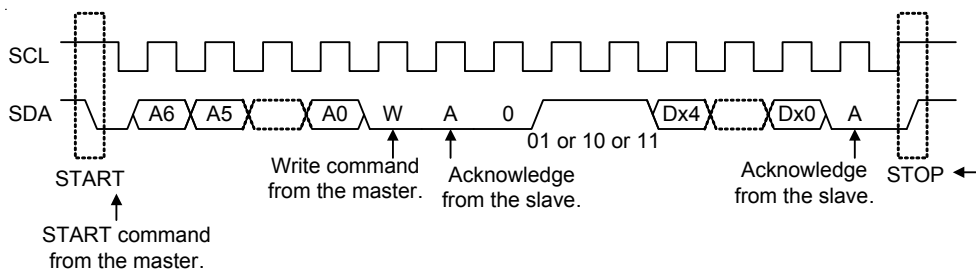 SCL
SDA
A6 A5 A0 W A 0 Dx4 Dx0 A
01 or 10 or 11
START
Write command
from the master.
Acknowledge
from the slave.
Acknowledge
from the slave.
STOP
START command
from the master.